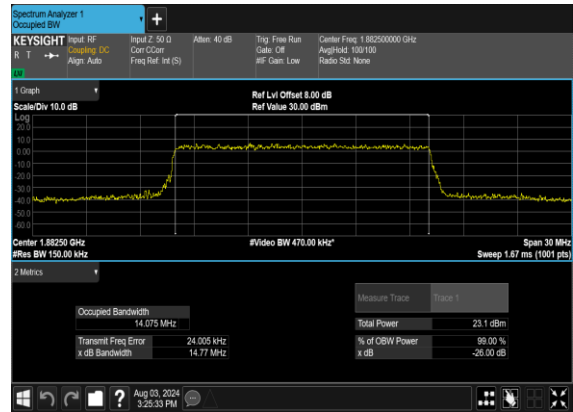 Spectrum Analyzer 1
Occupied BW
+
KEYSIGHT Input: RF Input Z: 50 Ω Atten: 40 dB Trig: Free Run Center Freq: 1.882500000 GHz
R T Coupling: DC Corr CCorr Gate: Off Avg|Hold: 100/100
Align: Auto Freq Ref: Int (S) #IF Gain: Low Radio Std: None
LW
1 Graph
Ref Lvl Offset 8.00 dB
Scale/Div 10.0 dB Ref Value 30.00 dBm
Log
20.0
10.0
0.00
-10.0
-20.0
-30.0
-40.0
-50.0
-60.0
Center 1.88250 GHz #Video BW 470.00 kHz* Span 30 MHz
#Res BW 150.00 kHz Sweep 1.67 ms (1001 pts)
2 Metrics
Measure Trace Trace 1
Occupied Bandwidth
14.075 MHz
Total Power 23.1 dBm
Transmit Freq Error 24.005 kHz % of OBW Power 99.00 %
x dB Bandwidth 14.77 MHz x dB -26.00 dB
? Aug 03, 2024
3:25:33 PM